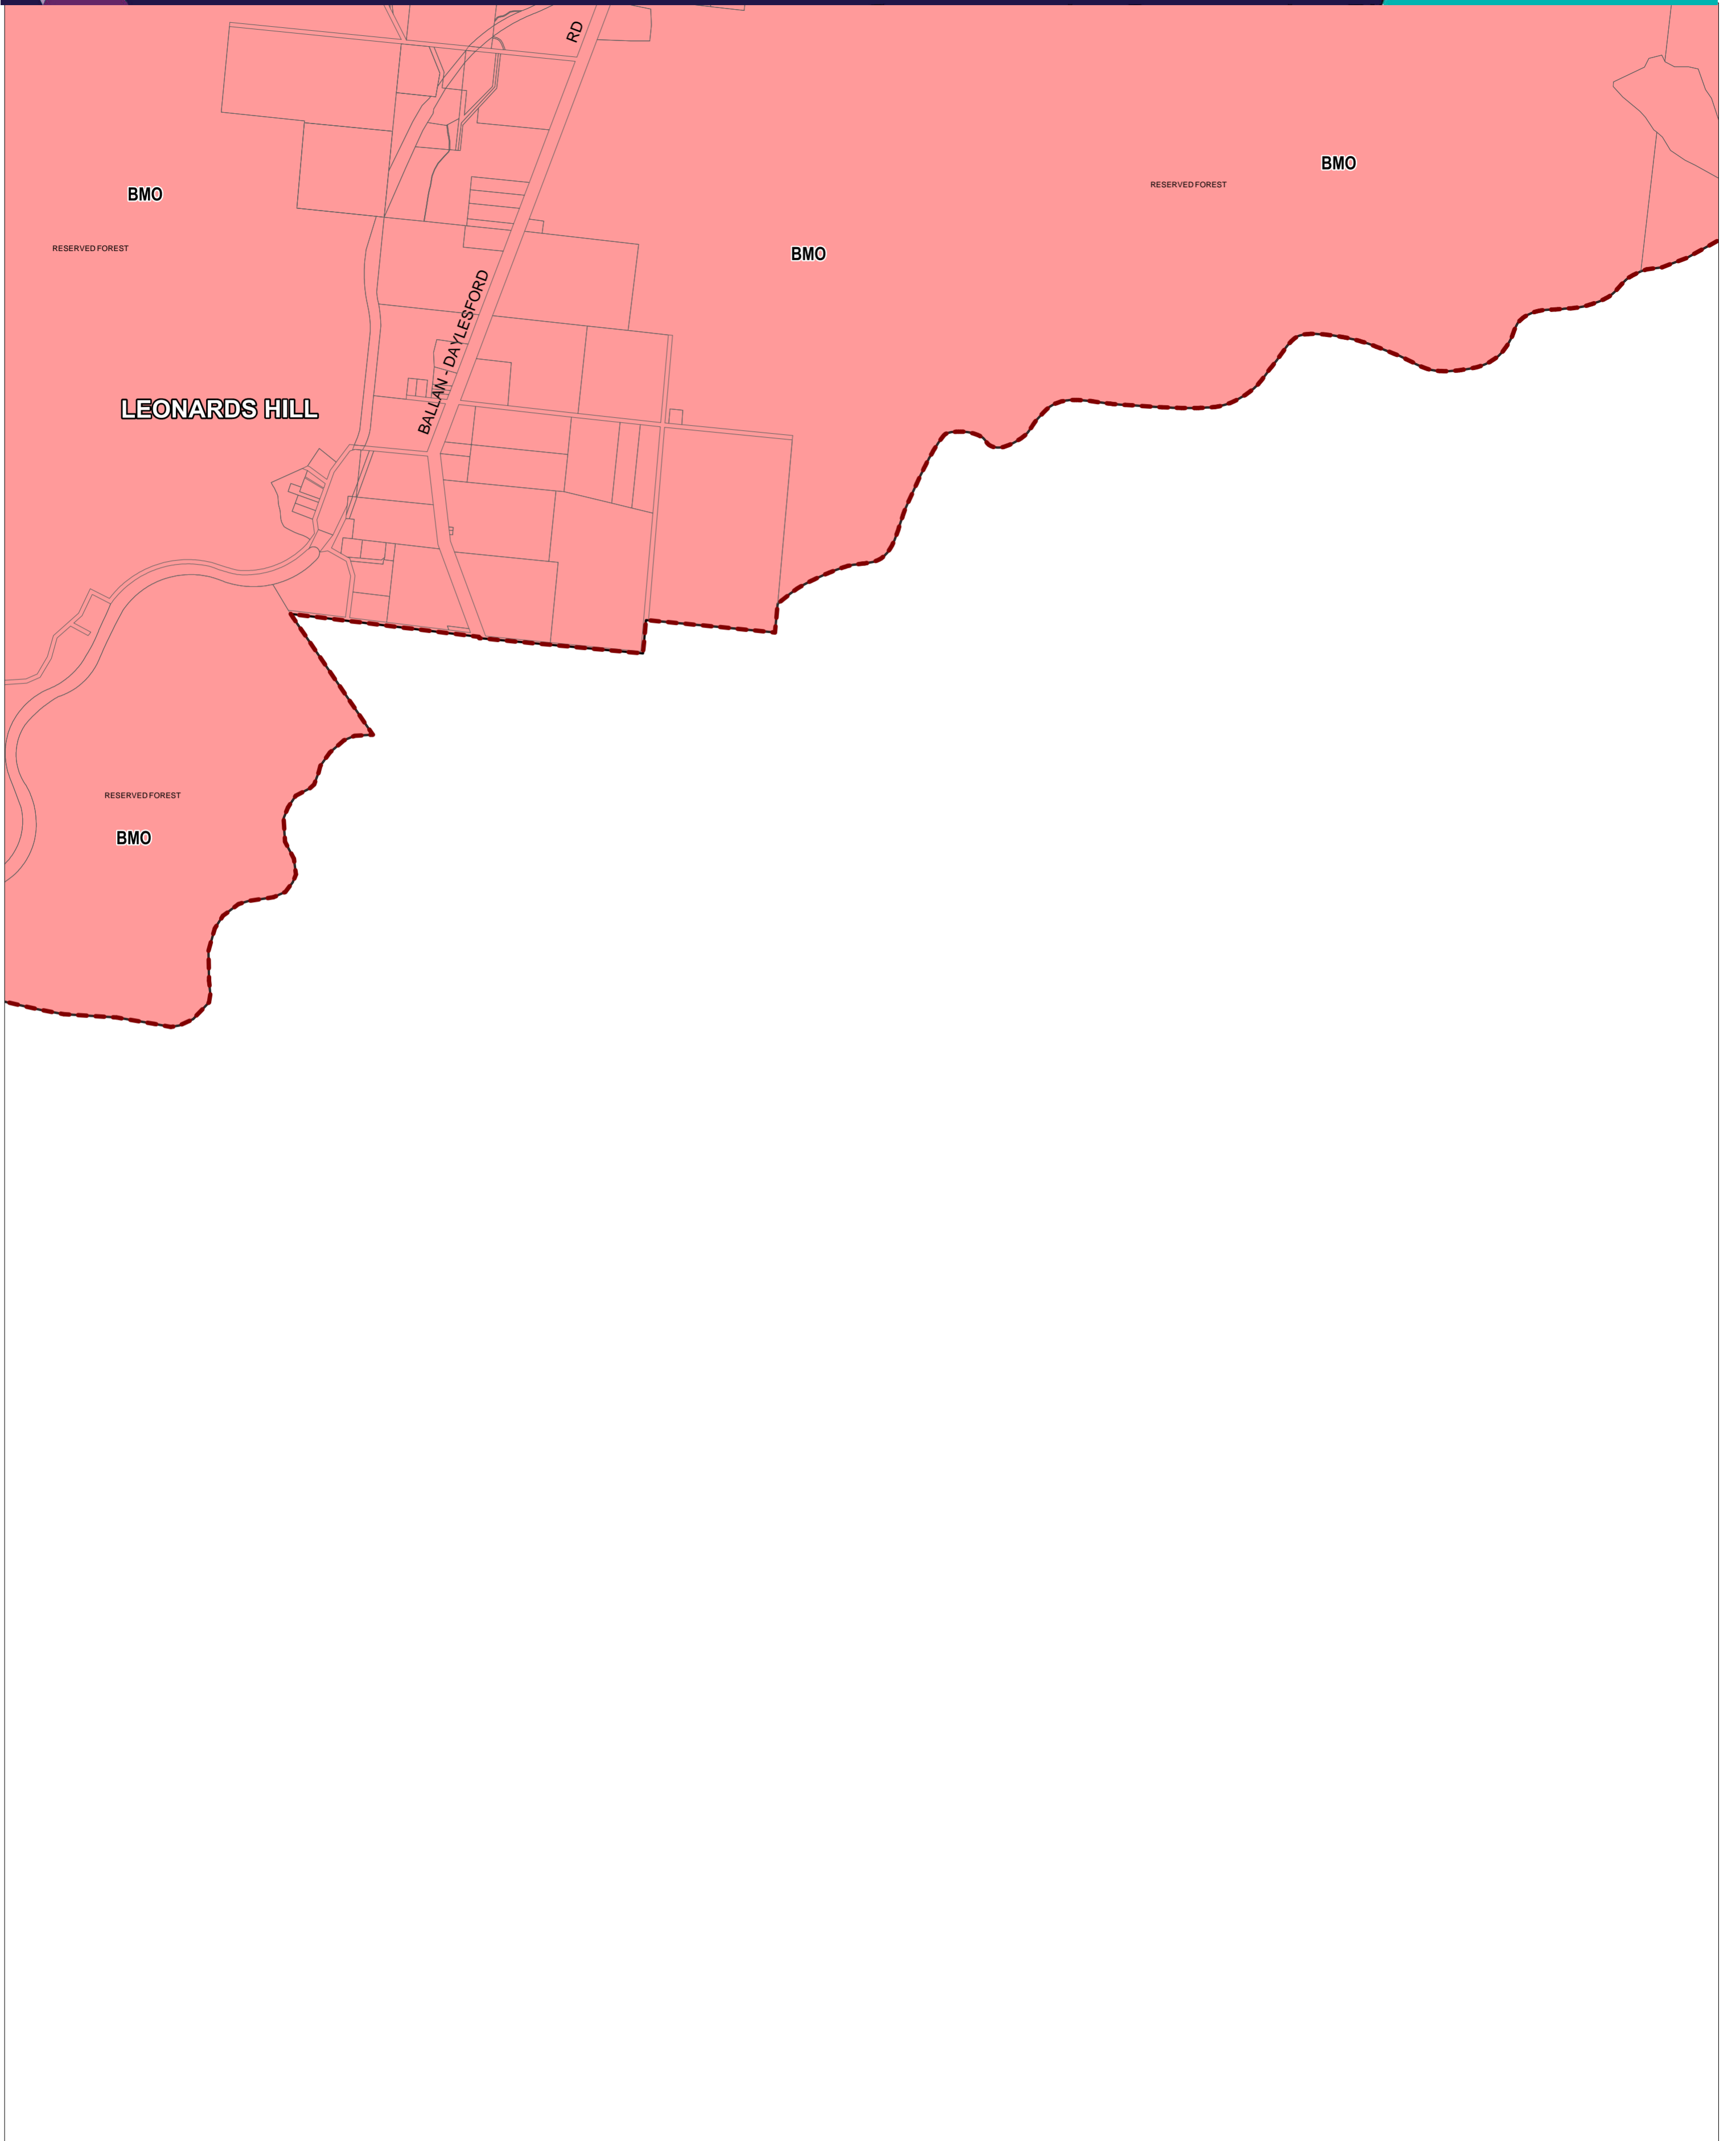 RD
BMO
RESERVED FOREST
BMO
RESERVED FOREST
BMO
BALLAN - DAYLESFORD
LEONARDS HILL
RESERVED FOREST
BMO